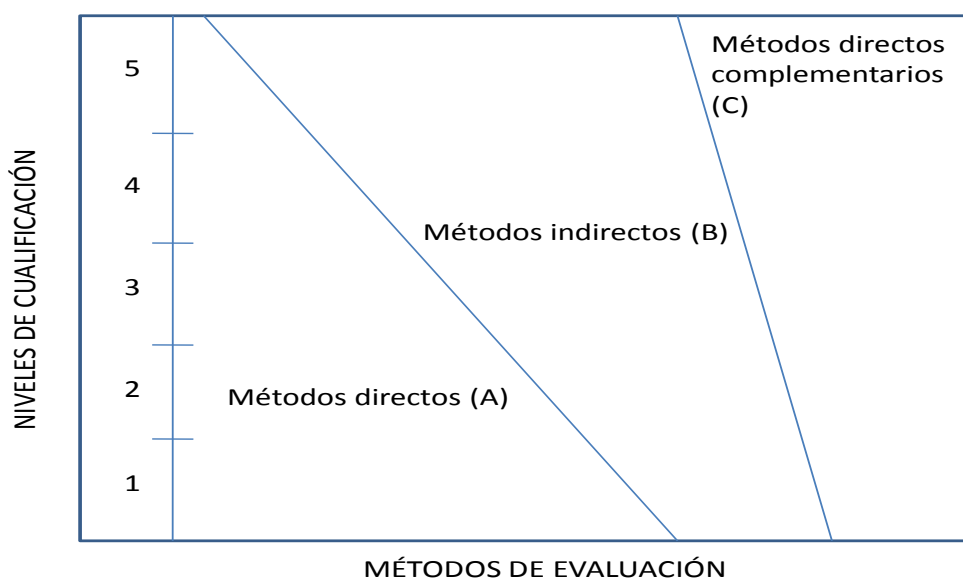 Métodos directos
complementarios
(C)
5
4
Métodos indirectos (B)
3
2
Métodos directos (A)
1
NIVELES DE CUALIFICACIÓN
MÉTODOS DE EVALUACIÓN